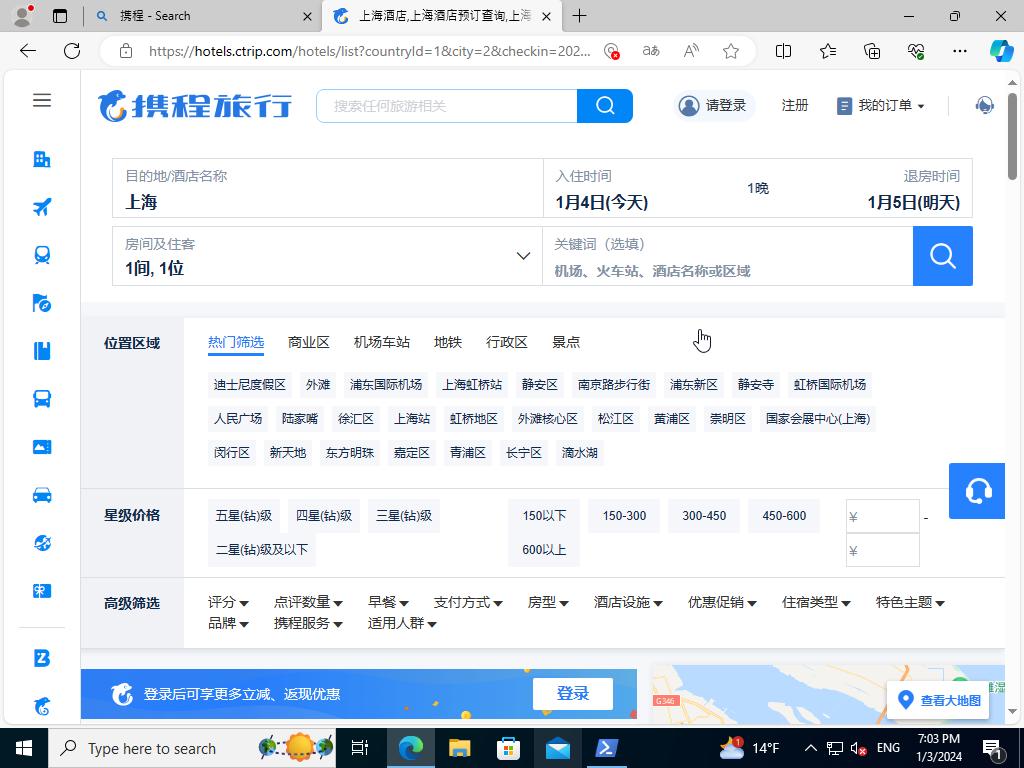 携程 - Search
上海酒店,上海酒店预订查询,上海
https://hotels.ctrip.com/hotels/list?countryId=1&city=2&checkin=202...
携程旅行
搜索任何旅游相关
请登录
注册
我的订单
目的地/酒店名称
上海
入住时间
1月4日(今天)
1晚
退房时间
1月5日(明天)
房间及住客
1间, 1位
关键词（选填）
机场、火车站、酒店名称或区域
位置区域
热门筛选 商业区 机场车站 地铁 行政区 景点
迪士尼度假区 外滩 浦东国际机场 上海虹桥站 静安区 南京路步行街 浦东新区 静安寺 虹桥国际机场
人民广场 陆家嘴 徐汇区 上海站 虹桥地区 外滩核心区 松江区 黄浦区 崇明区 国家会展中心(上海)
闵行区 新天地 东方明珠 嘉定区 青浦区 长宁区 滴水湖
星级价格
五星(钻)级 四星(钻)级 三星(钻)级
二星(钻)级及以下
150以下 150-300 300-450 450-600
600以上
¥ -
¥
高级筛选
评分 点评数量 早餐 支付方式 房型 酒店设施 优惠促销 住宿类型 特色主题
品牌 携程服务 适用人群
登录后可享更多立减、返现优惠
登录
G346
查看大地图
Type here to search
1
14°F
ENG
7:03 PM
1/3/2024
1